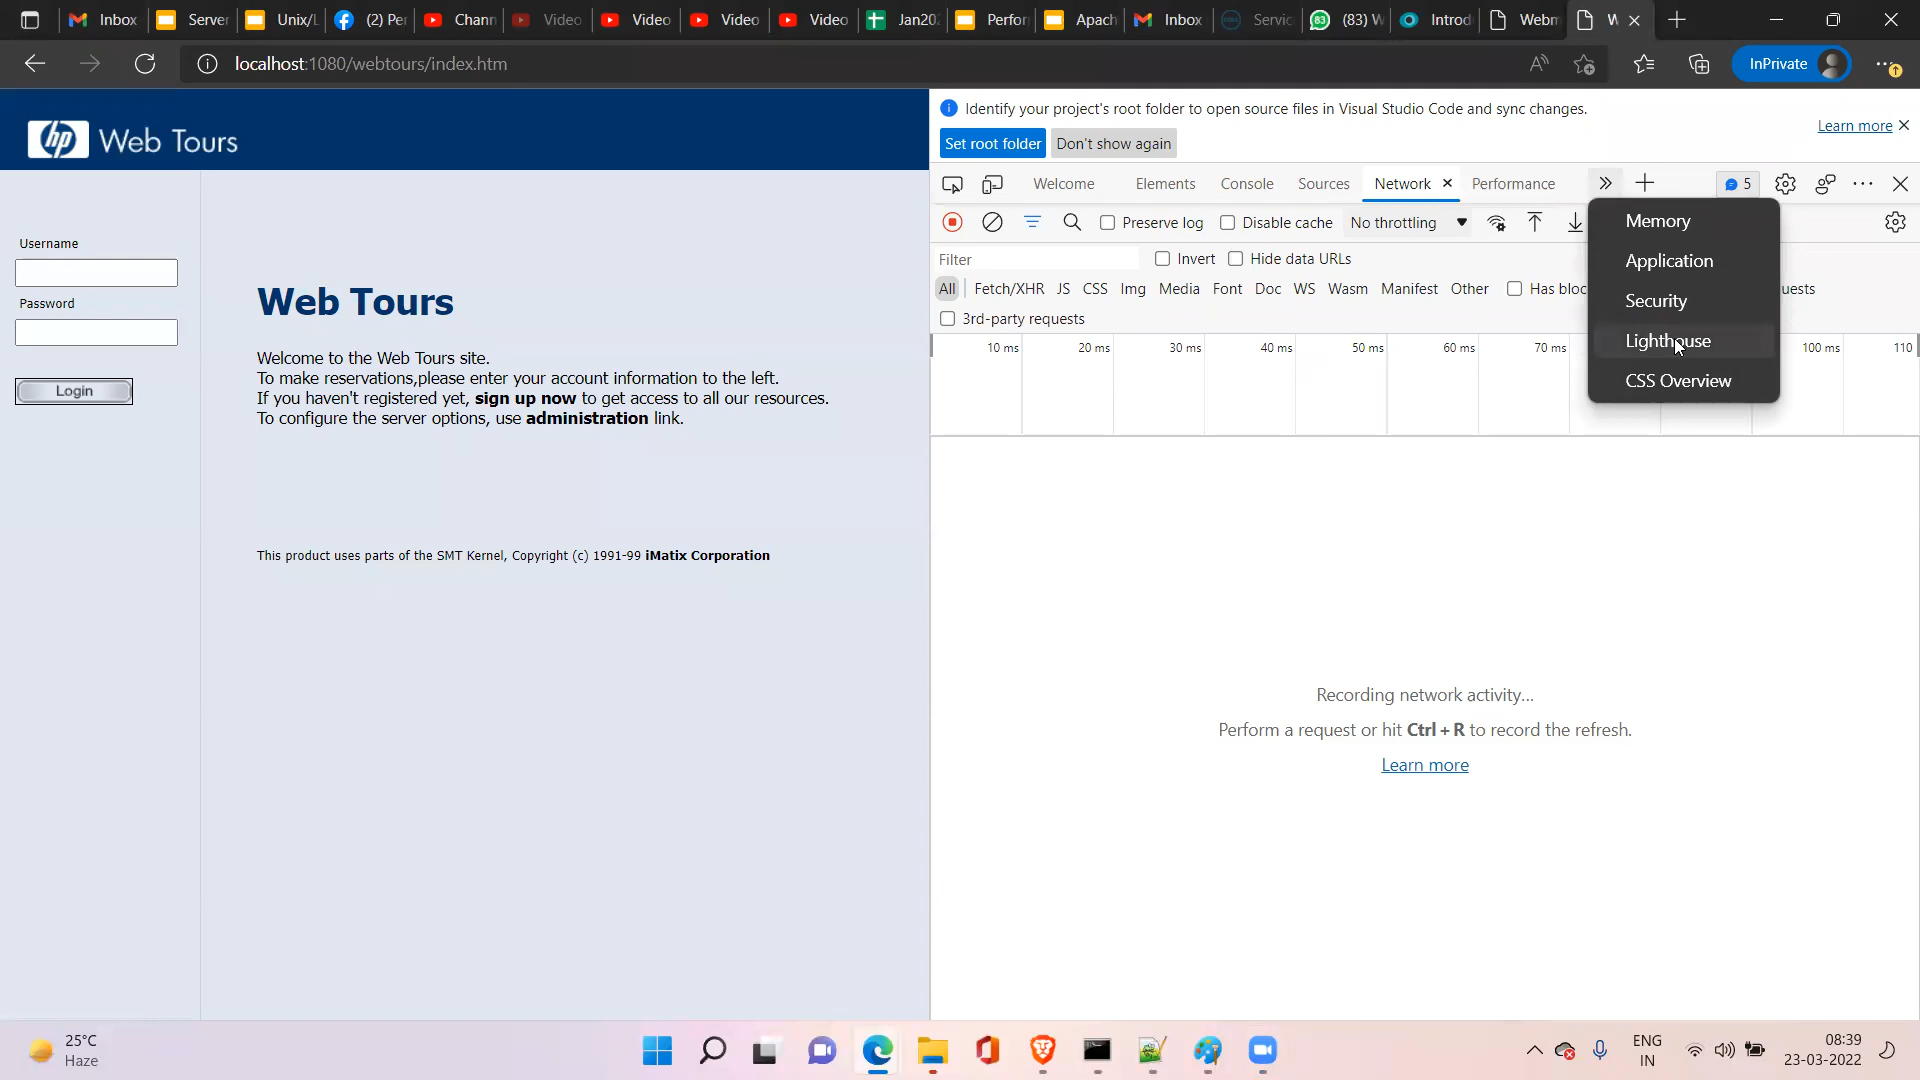 Inbox
Server
Unix/L
(2) Per
Chann
Video
Video
Video
Video
Jan202
Perfor
Apach
Inbox
Servic
(83) W
Introd
Webm
W
localhost:1080/webtours/index.htm
InPrivate
hp Web Tours
Username
Password
Login
Web Tours
Welcome to the Web Tours site.
To make reservations,please enter your account information to the left.
If you haven't registered yet, sign up now to get access to all our resources.
To configure the server options, use administration link.
This product uses parts of the SMT Kernel, Copyright (c) 1991-99 iMatix Corporation
Identify your project's root folder to open source files in Visual Studio Code and sync changes.
Learn more
Set root folder
Don't show again
Welcome
Elements
Console
Sources
Network
Performance
5
Preserve log
Disable cache
No throttling
Filter
Invert
Hide data URLs
All
Fetch/XHR
JS
CSS
Img
Media
Font
Doc
WS
Wasm
Manifest
Other
Has bloc
uests
3rd-party requests
Memory
Application
Security
Lighthouse
CSS Overview
10 ms
20 ms
30 ms
40 ms
50 ms
60 ms
70 ms
100 ms
110
Recording network activity...
Perform a request or hit Ctrl + R to record the refresh.
Learn more
25°C
Haze
ENG
IN
08:39
23-03-2022